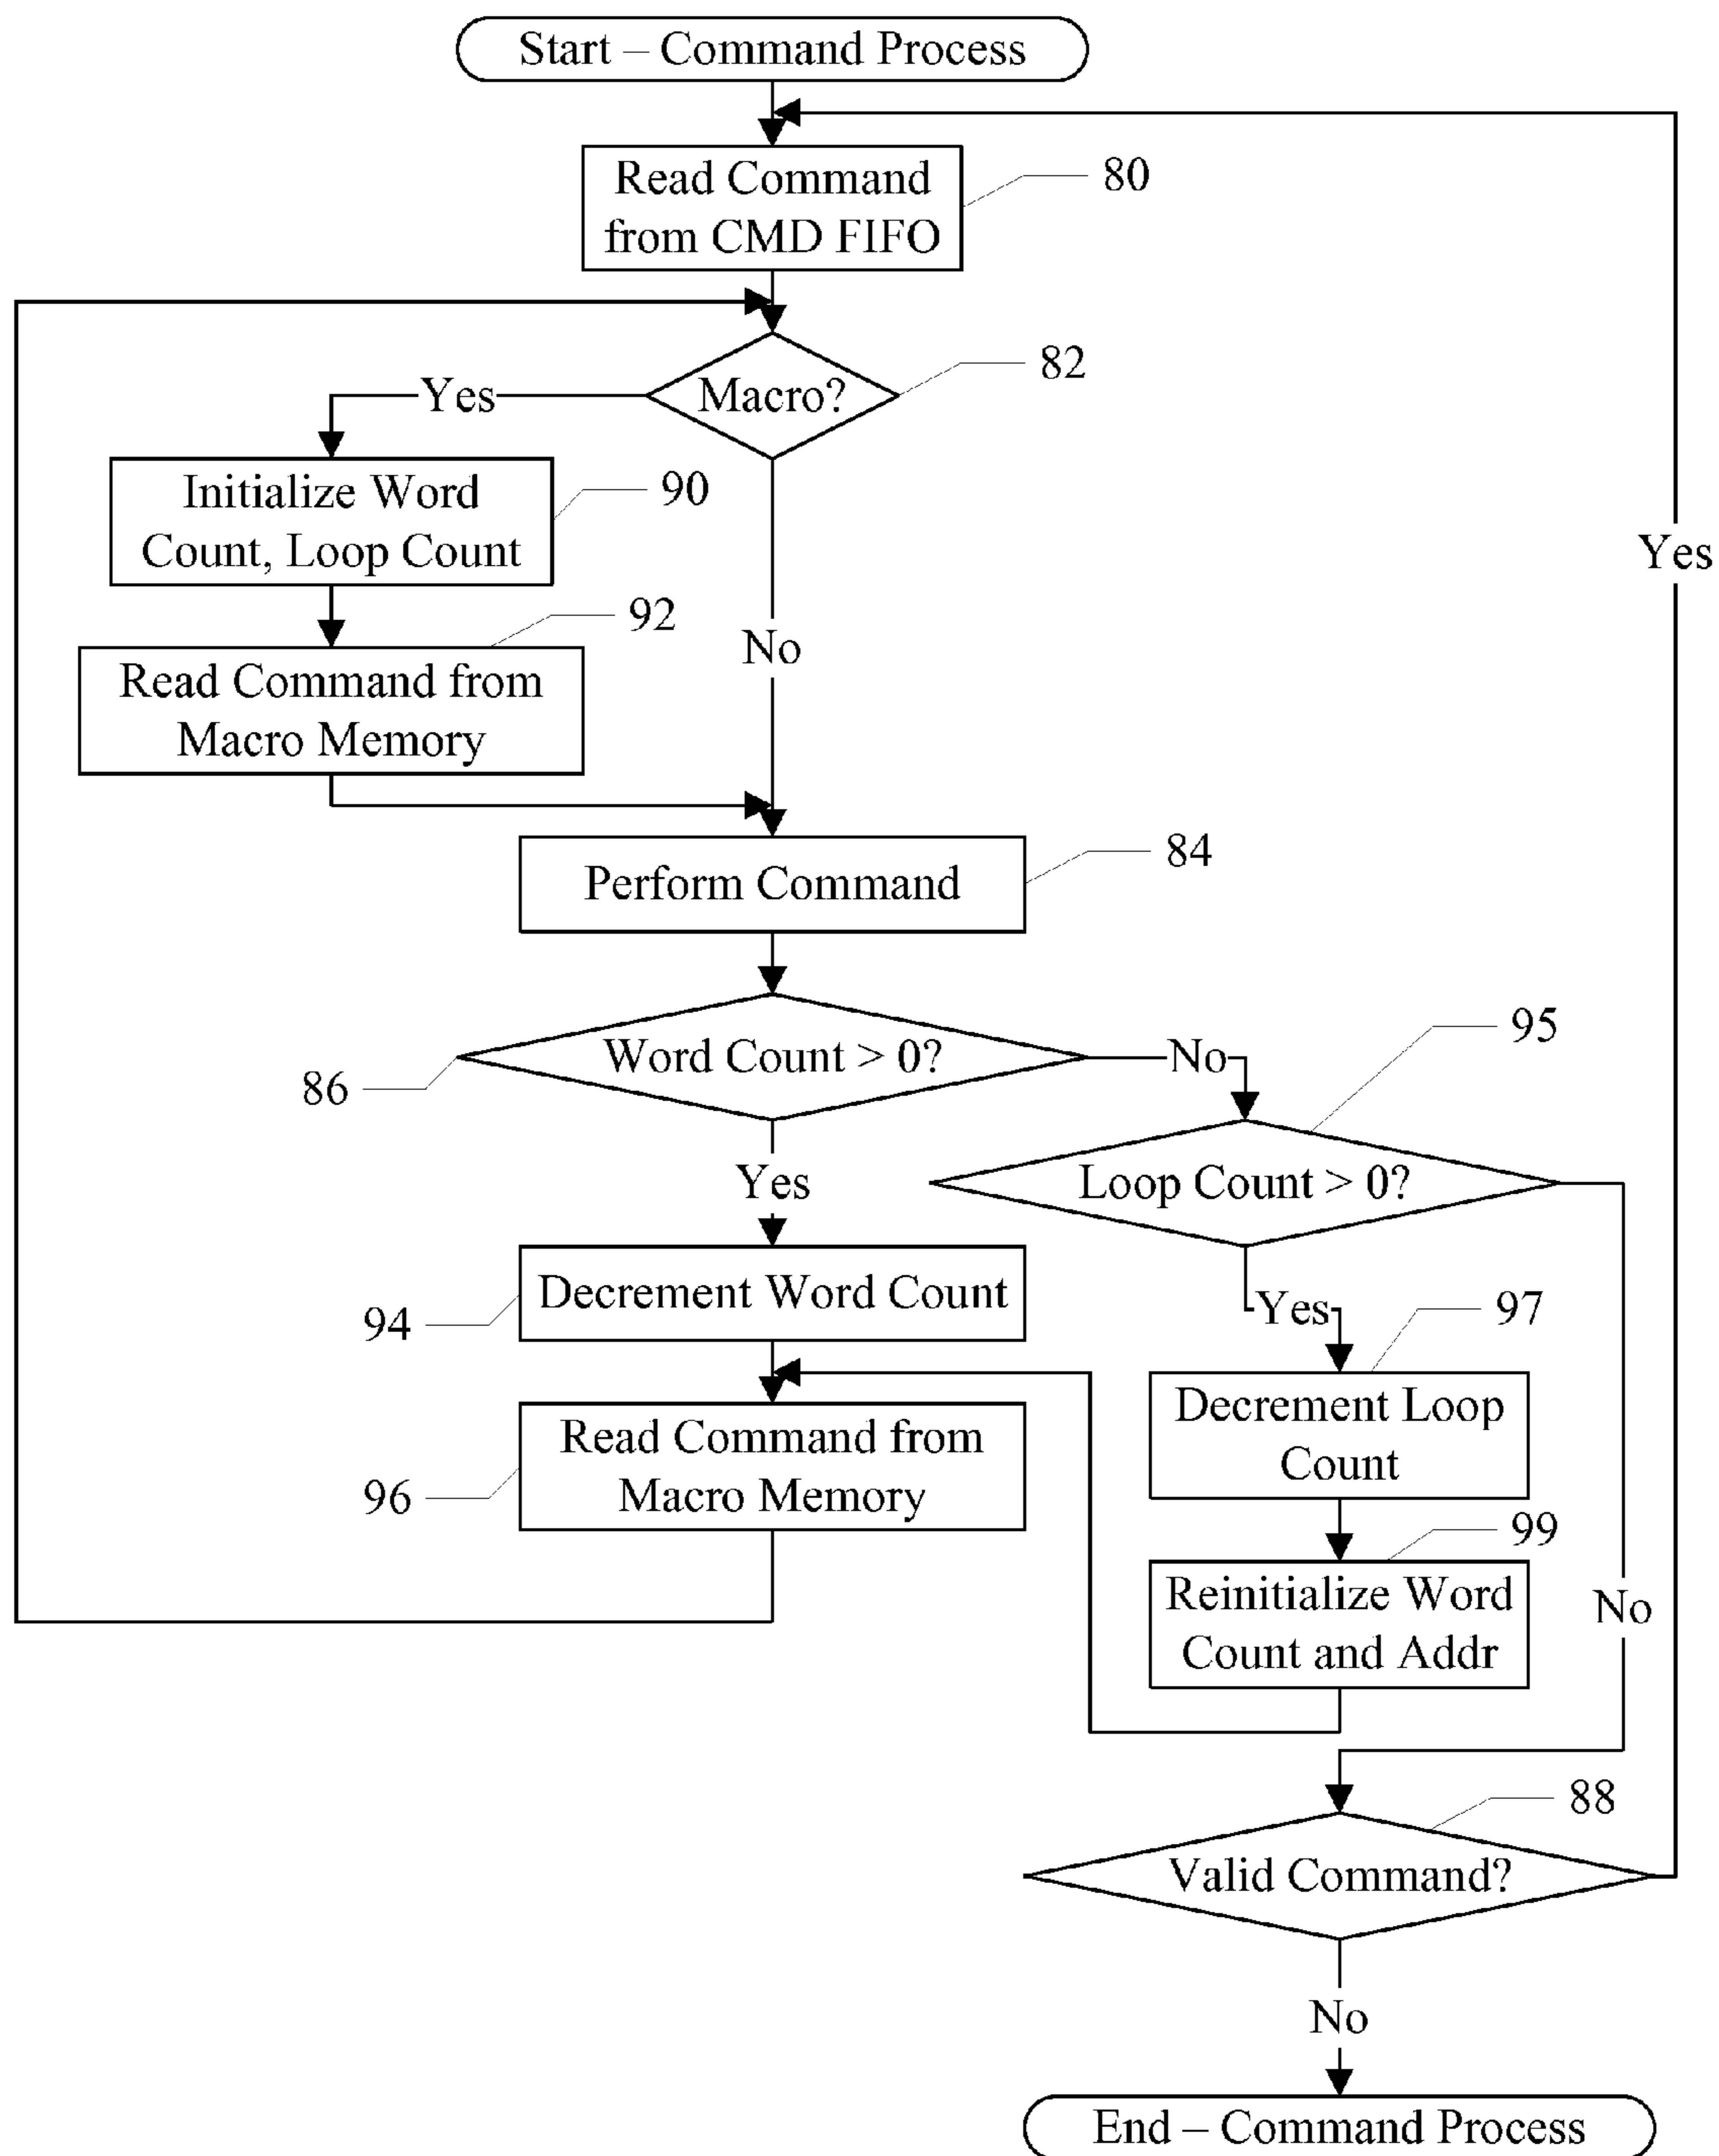 Start – Command Process
Read Command
from CMD FIFO
80
Macro?
82
Yes
Initialize Word
Count, Loop Count
90
Yes
92
No
Read Command from
Macro Memory
Perform Command
84
Word Count > 0?
86
No
95
Yes
Loop Count > 0?
Decrement Word Count
94
Yes
97
Decrement Loop
Count
Read Command from
Macro Memory
96
99
Reinitialize Word
Count and Addr
No
88
Valid Command?
No
End – Command Process